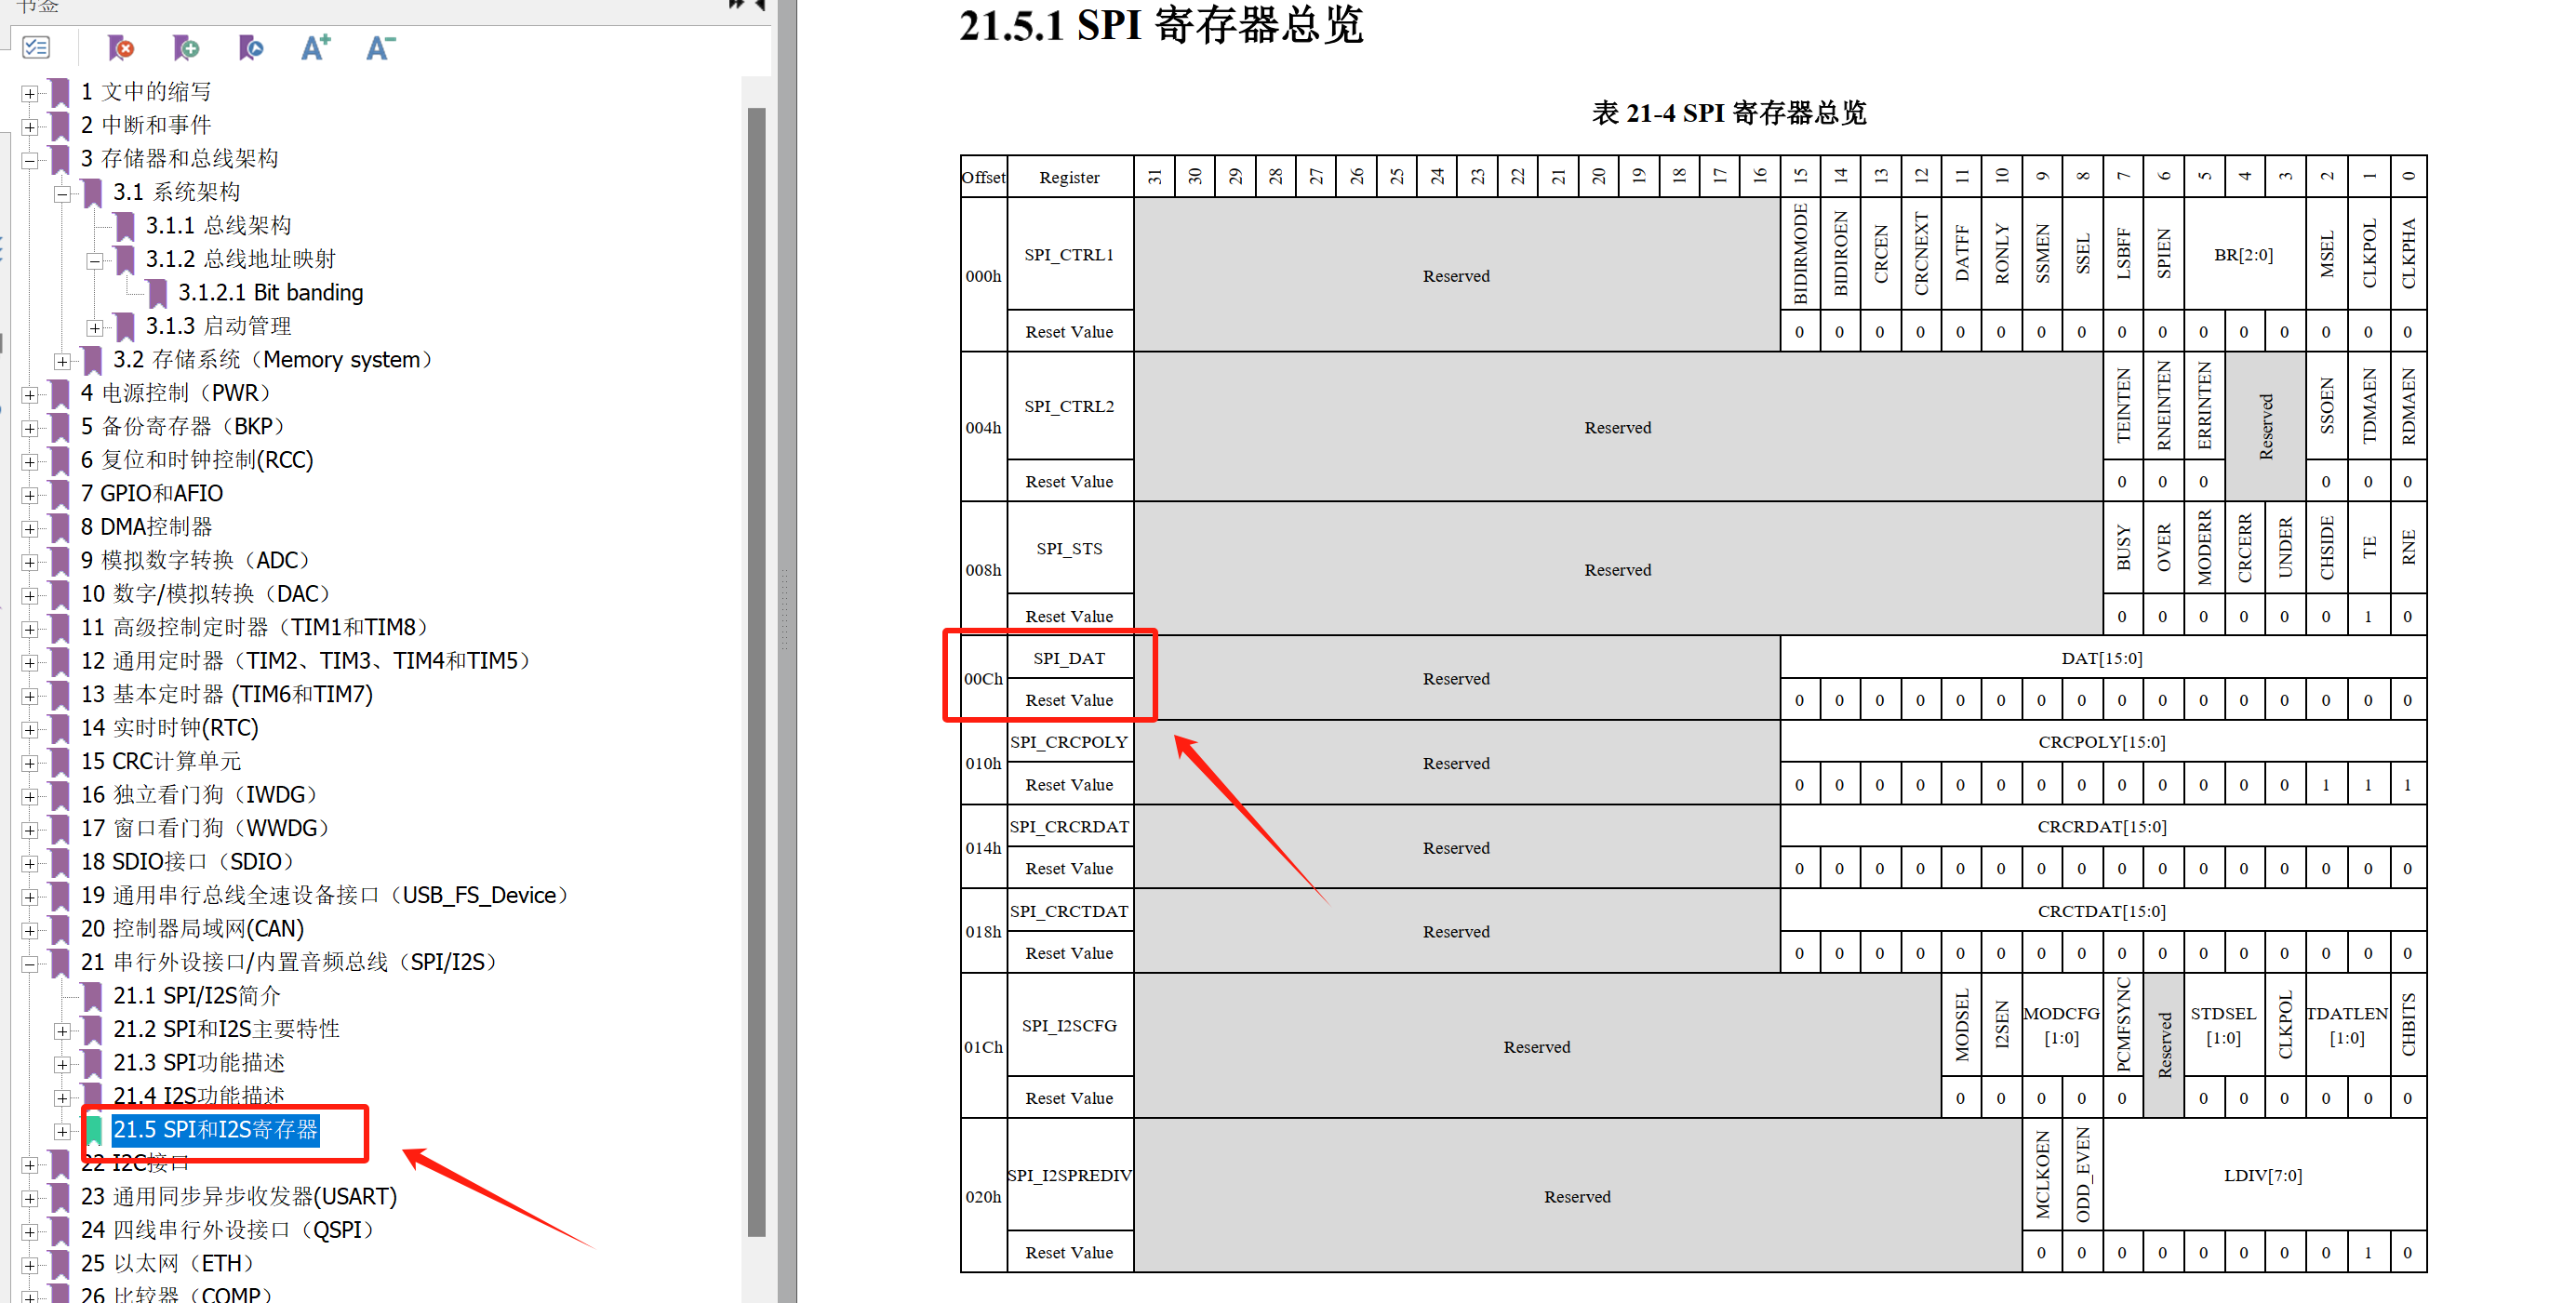 书签
A+ A-
1 文中的缩写
2 中断和事件
3 存储器和总线架构
3.1 系统架构
3.1.1 总线架构
3.1.2 总线地址映射
3.1.2.1 Bit banding
3.1.3 启动管理
3.2 存储系统（Memory system）
4 电源控制（PWR）
5 备份寄存器（BKP）
6 复位和时钟控制(RCC)
7 GPIO和AFIO
8 DMA控制器
9 模拟数字转换（ADC）
10 数字/模拟转换（DAC）
11 高级控制定时器（TIM1和TIM8）
12 通用定时器（TIM2、TIM3、TIM4和TIM5）
13 基本定时器 (TIM6和TIM7)
14 实时时钟(RTC)
15 CRC计算单元
16 独立看门狗（IWDG）
17 窗口看门狗（WWDG）
18 SDIO接口（SDIO）
19 通用串行总线全速设备接口（USB_FS_Device）
20 控制器局域网(CAN)
21 串行外设接口/内置音频总线（SPI/I2S）
21.1 SPI/I2S简介
21.2 SPI和I2S主要特性
21.3 SPI功能描述
21.4 I2S功能描述
21.5 SPI和I2S寄存器
22 I2C接口
23 通用同步异步收发器(USART)
24 四线串行外设接口（QSPI）
25 以太网（ETH）
26 比较器（COMP）
21.5.1 SPI 寄存器总览
表 21-4 SPI 寄存器总览
Offset Register 31 30 29 28 27 26 25 24 23 22 21 20 19 18 17 16 15 14 13 12 11 10 9 8 7 6 5 4 3 2 1 0
000h SPI_CTRL1 Reserved BIDIRMODE BIDIROEN CRCEN CRCNEXT DATFF RONLY SSMEN SSEL LSBFF SPIEN BR[2:0] MSEL CLKPOL CLKPHA
Reset Value 0 0 0 0 0 0 0 0 0 0 0 0 0 0 0 0
004h SPI_CTRL2 Reserved TEINTEN RNEINTEN ERRINTEN Reserved SSOEN TDMAEN RDMAEN
Reset Value 0 0 0 0 0 0
008h SPI_STS Reserved BUSY OVER MODERR CRCERR UNDER CHSIDE TE RNE
Reset Value 0 0 0 0 0 0 1 0
00Ch SPI_DAT Reserved DAT[15:0]
Reset Value 0 0 0 0 0 0 0 0 0 0 0 0 0 0 0 0
010h SPI_CRCPOLY Reserved CRCPOLY[15:0]
Reset Value 0 0 0 0 0 0 0 0 0 0 0 0 0 1 1 1
014h SPI_CRCRDAT Reserved CRCRDAT[15:0]
Reset Value 0 0 0 0 0 0 0 0 0 0 0 0 0 0 0 0
018h SPI_CRCTDAT Reserved CRCTDAT[15:0]
Reset Value 0 0 0 0 0 0 0 0 0 0 0 0 0 0 0 0
01Ch SPI_I2SCFG Reserved MODSEL I2SEN MODCFG [1:0] PCMFSYNC Reserved STDSEL [1:0] CLKPOL TDATLEN [1:0] CHBITS
Reset Value 0 0 0 0 0 0 0 0 0 0 0
020h SPI_I2SPREDIV Reserved MCLKOEN ODD_EVEN LDIV[7:0]
Reset Value 0 0 0 0 0 0 0 0 1 0